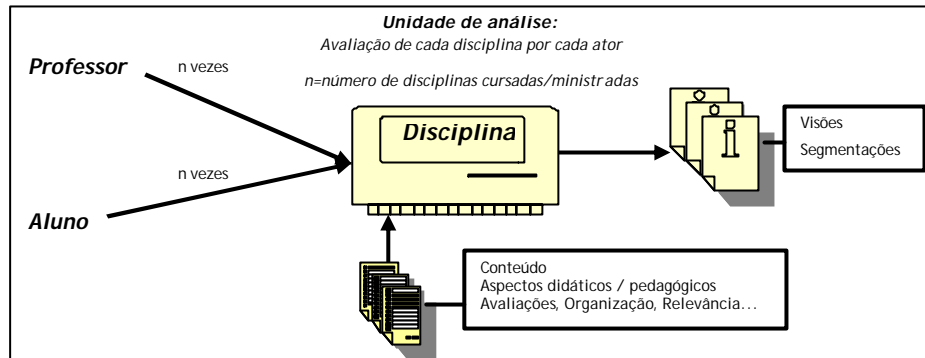 Unidade de análise:
Avaliação de cada disciplina por cada ator
n=número de disciplinas cursadas/ministradas
Professor
n vezes
Disciplina
Visões
Segmentações
n vezes
Aluno
Conteúdo
Aspectos didáticos / pedagógicos
Avaliações, Organização, Relevância…